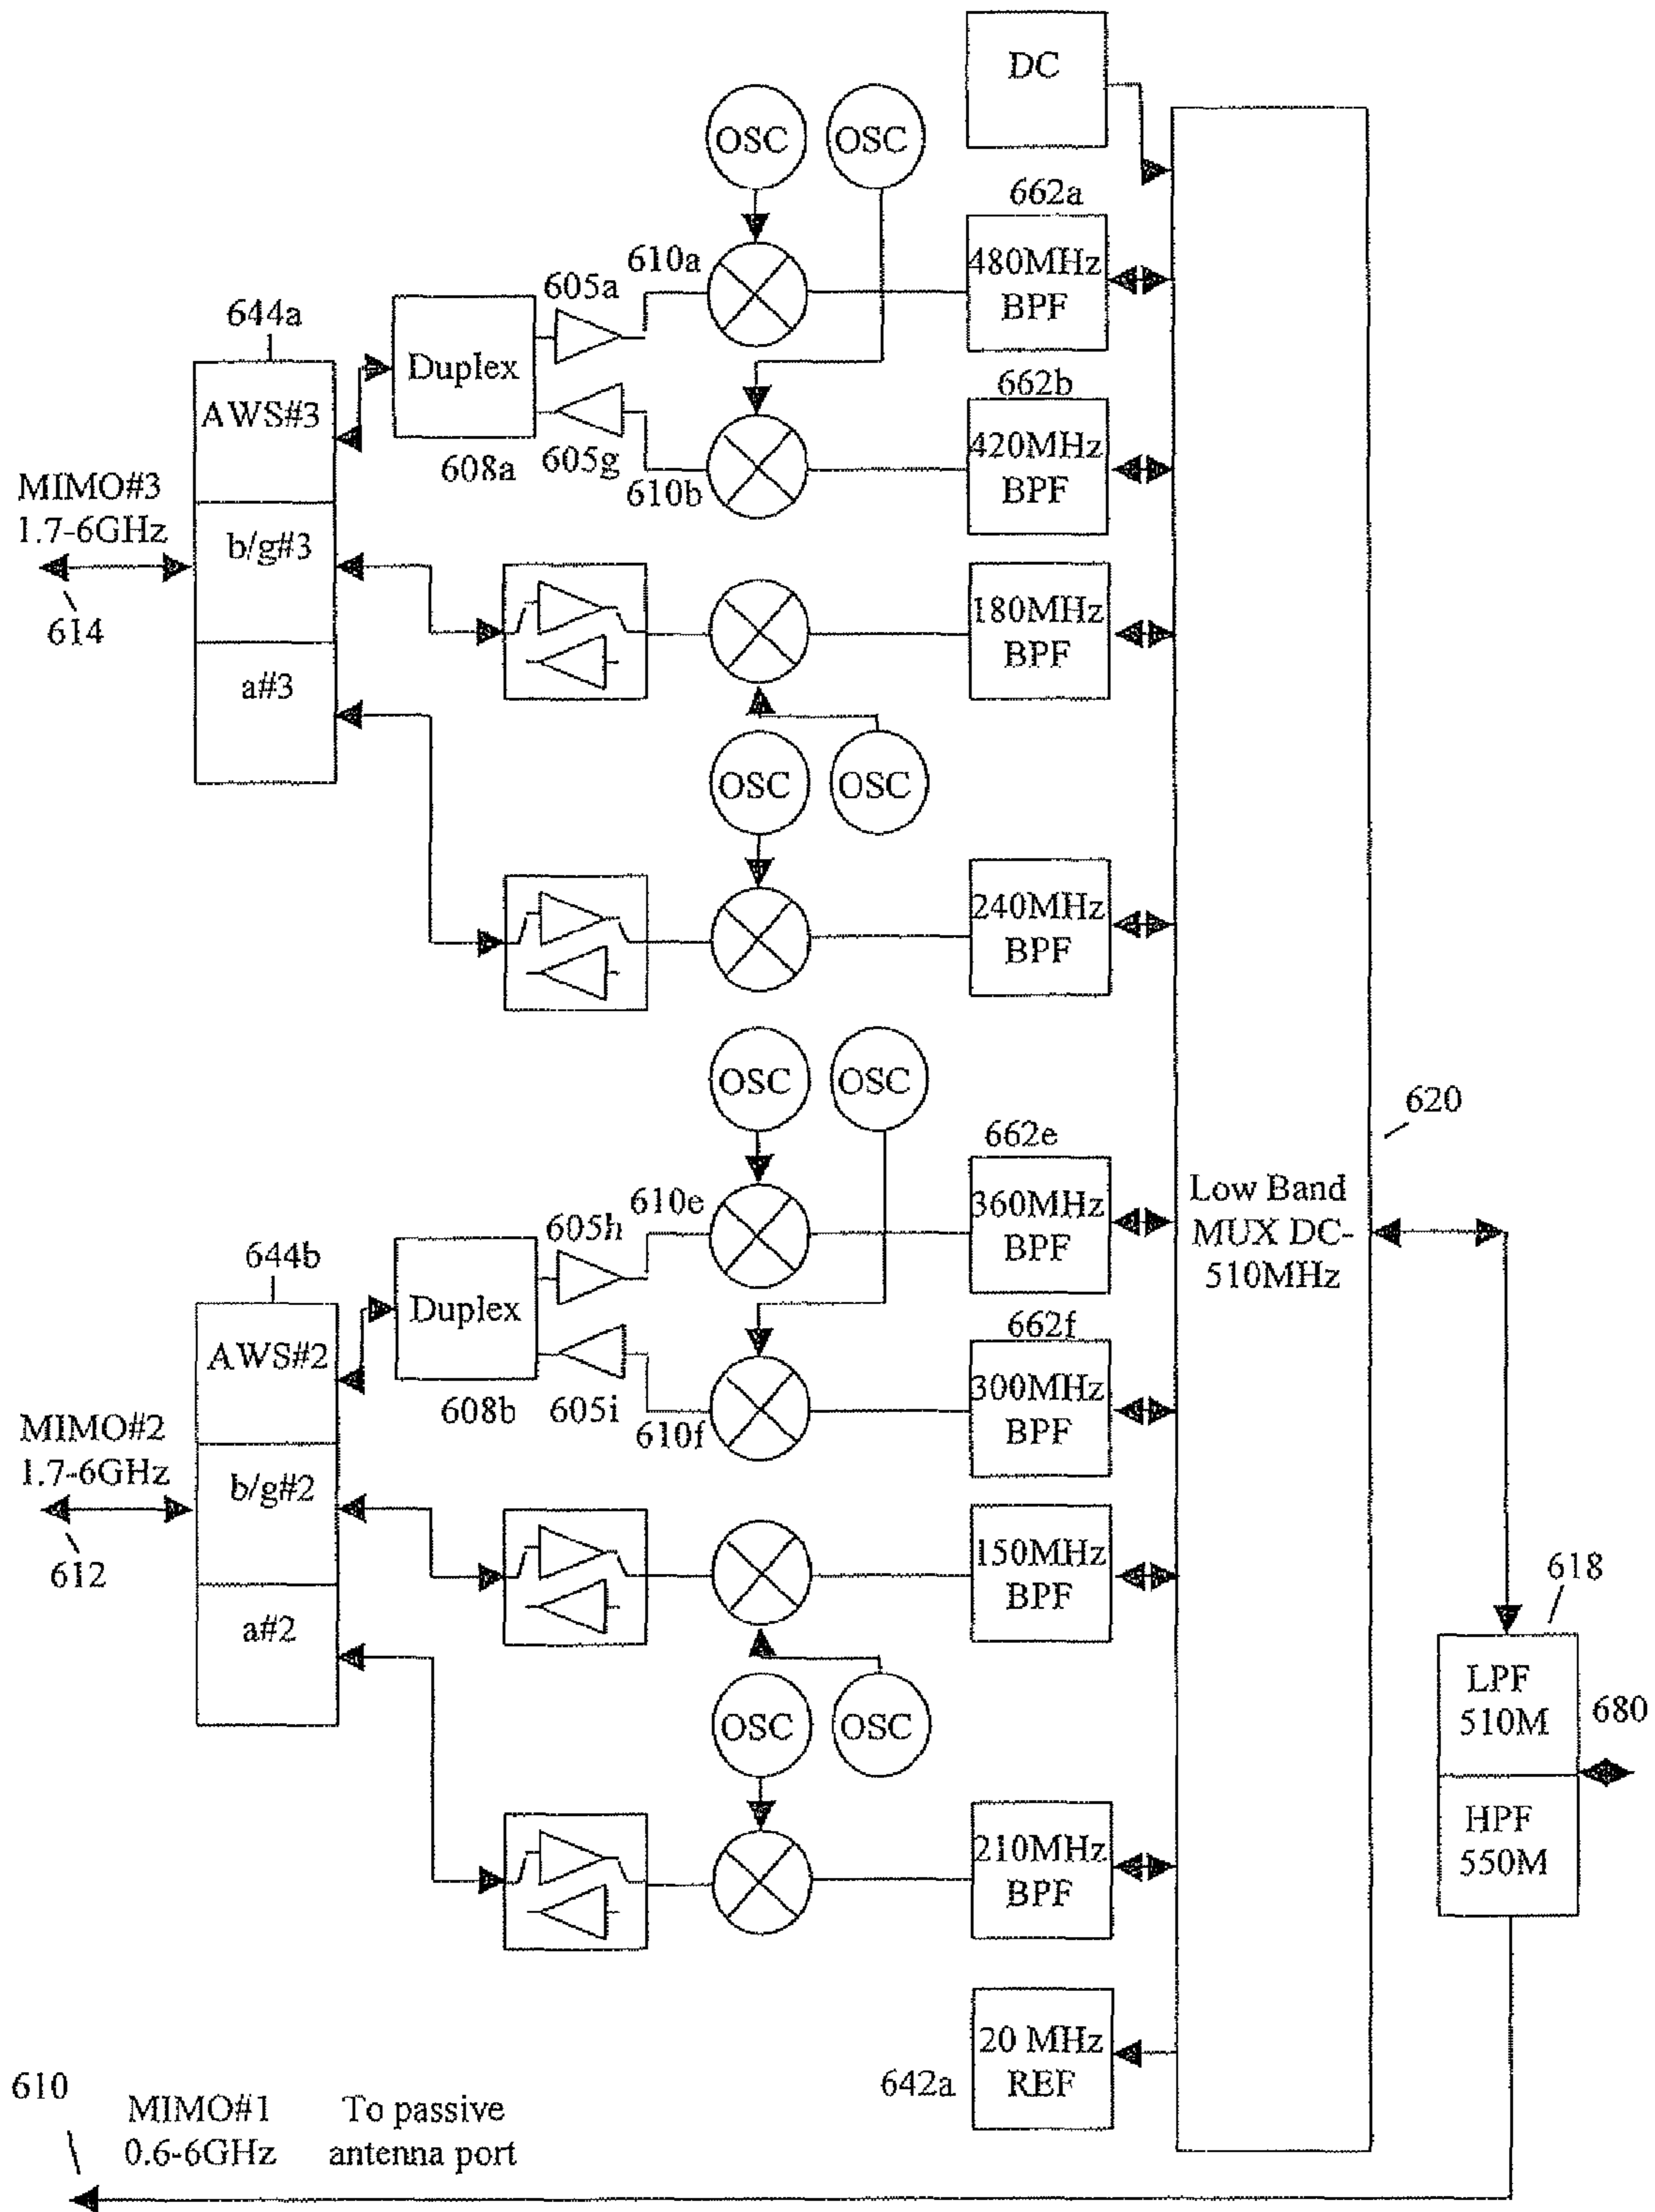 DC
OSC
OSC
662a
610a
480MHz
BPF
605a
644a
Duplex
AWS#3
662b
420MHz
BPF
608a
605g
610b
MIMO#3
1.7-6GHz
b/g#3
614
180MHz
BPF
a#3
OSC
OSC
240MHz
BPF
OSC
OSC
620
662e
610e
360MHz
BPF
Low Band
MUX DC-
510MHz
605h
644b
Duplex
AWS#2
662f
300MHz
BPF
608b
605i
610f
MIMO#2
1.7-6GHz
b/g#2
612
150MHz
BPF
618
a#2
LPF
510M
680
OSC
OSC
HPF
550M
210MHz
BPF
20 MHz
REF
642a
610
MIMO#1
0.6-6GHz
To passive
antenna port